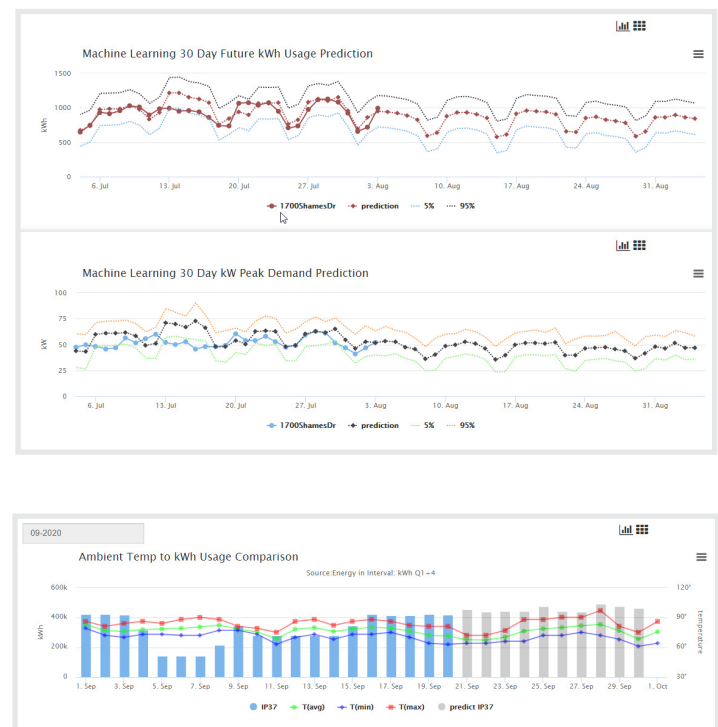 Machine Learning 30 Day Future kWh Usage Prediction
1500
1000
500
0
kWh
6. Jul 13. Jul 20. Jul 27. Jul 3. Aug 10. Aug 17. Aug 24. Aug 31. Aug
1700ShamesDr prediction 5% 95%
Machine Learning 30 Day kW Peak Demand Prediction
100
75
50
25
0
kW
6. Jul 13. Jul 20. Jul 27. Jul 3. Aug 10. Aug 17. Aug 24. Aug 31. Aug
1700ShamesDr prediction 5% 95%
09-2020
Ambient Temp to kWh Usage Comparison
Source:Energy in Interval: kWh Q1+4
600k 120°
400k 90°
200k 60°
0 30°
kWh
temperature
1. Sep 3. Sep 5. Sep 7. Sep 9. Sep 11. Sep 13. Sep 15. Sep 17. Sep 19. Sep 21. Sep 23. Sep 25. Sep 27. Sep 29. Sep 1. Oct
IP37 T(avg) T(min) T(max) predict IP37